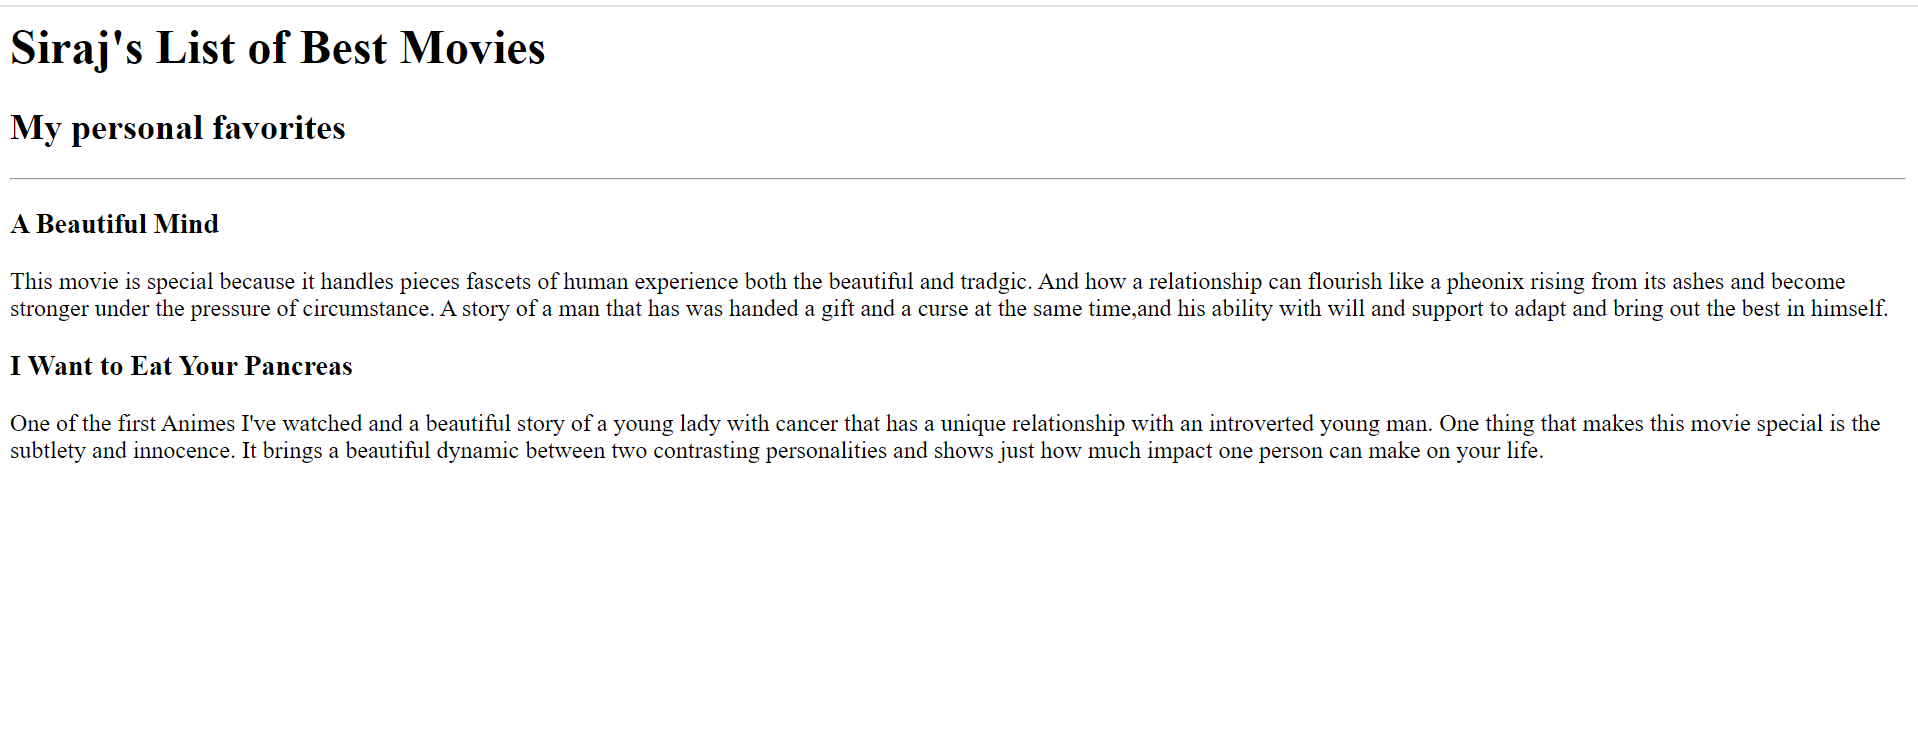 Siraj's List of Best Movies
My personal favorites
A Beautiful Mind
This movie is special because it handles pieces fascets of human experience both the beautiful and tradgic. And how a relationship can flourish like a pheonix rising from its ashes and become
stronger under the pressure of circumstance. A story of a man that has was handed a gift and a curse at the same time,and his ability with will and support to adapt and bring out the best in himself.
I Want to Eat Your Pancreas
One of the first Animes I've watched and a beautiful story of a young lady with cancer that has a unique relationship with an introverted young man. One thing that makes this movie special is the
subtlety and innocence. It brings a beautiful dynamic between two contrasting personalities and shows just how much impact one person can make on your life.